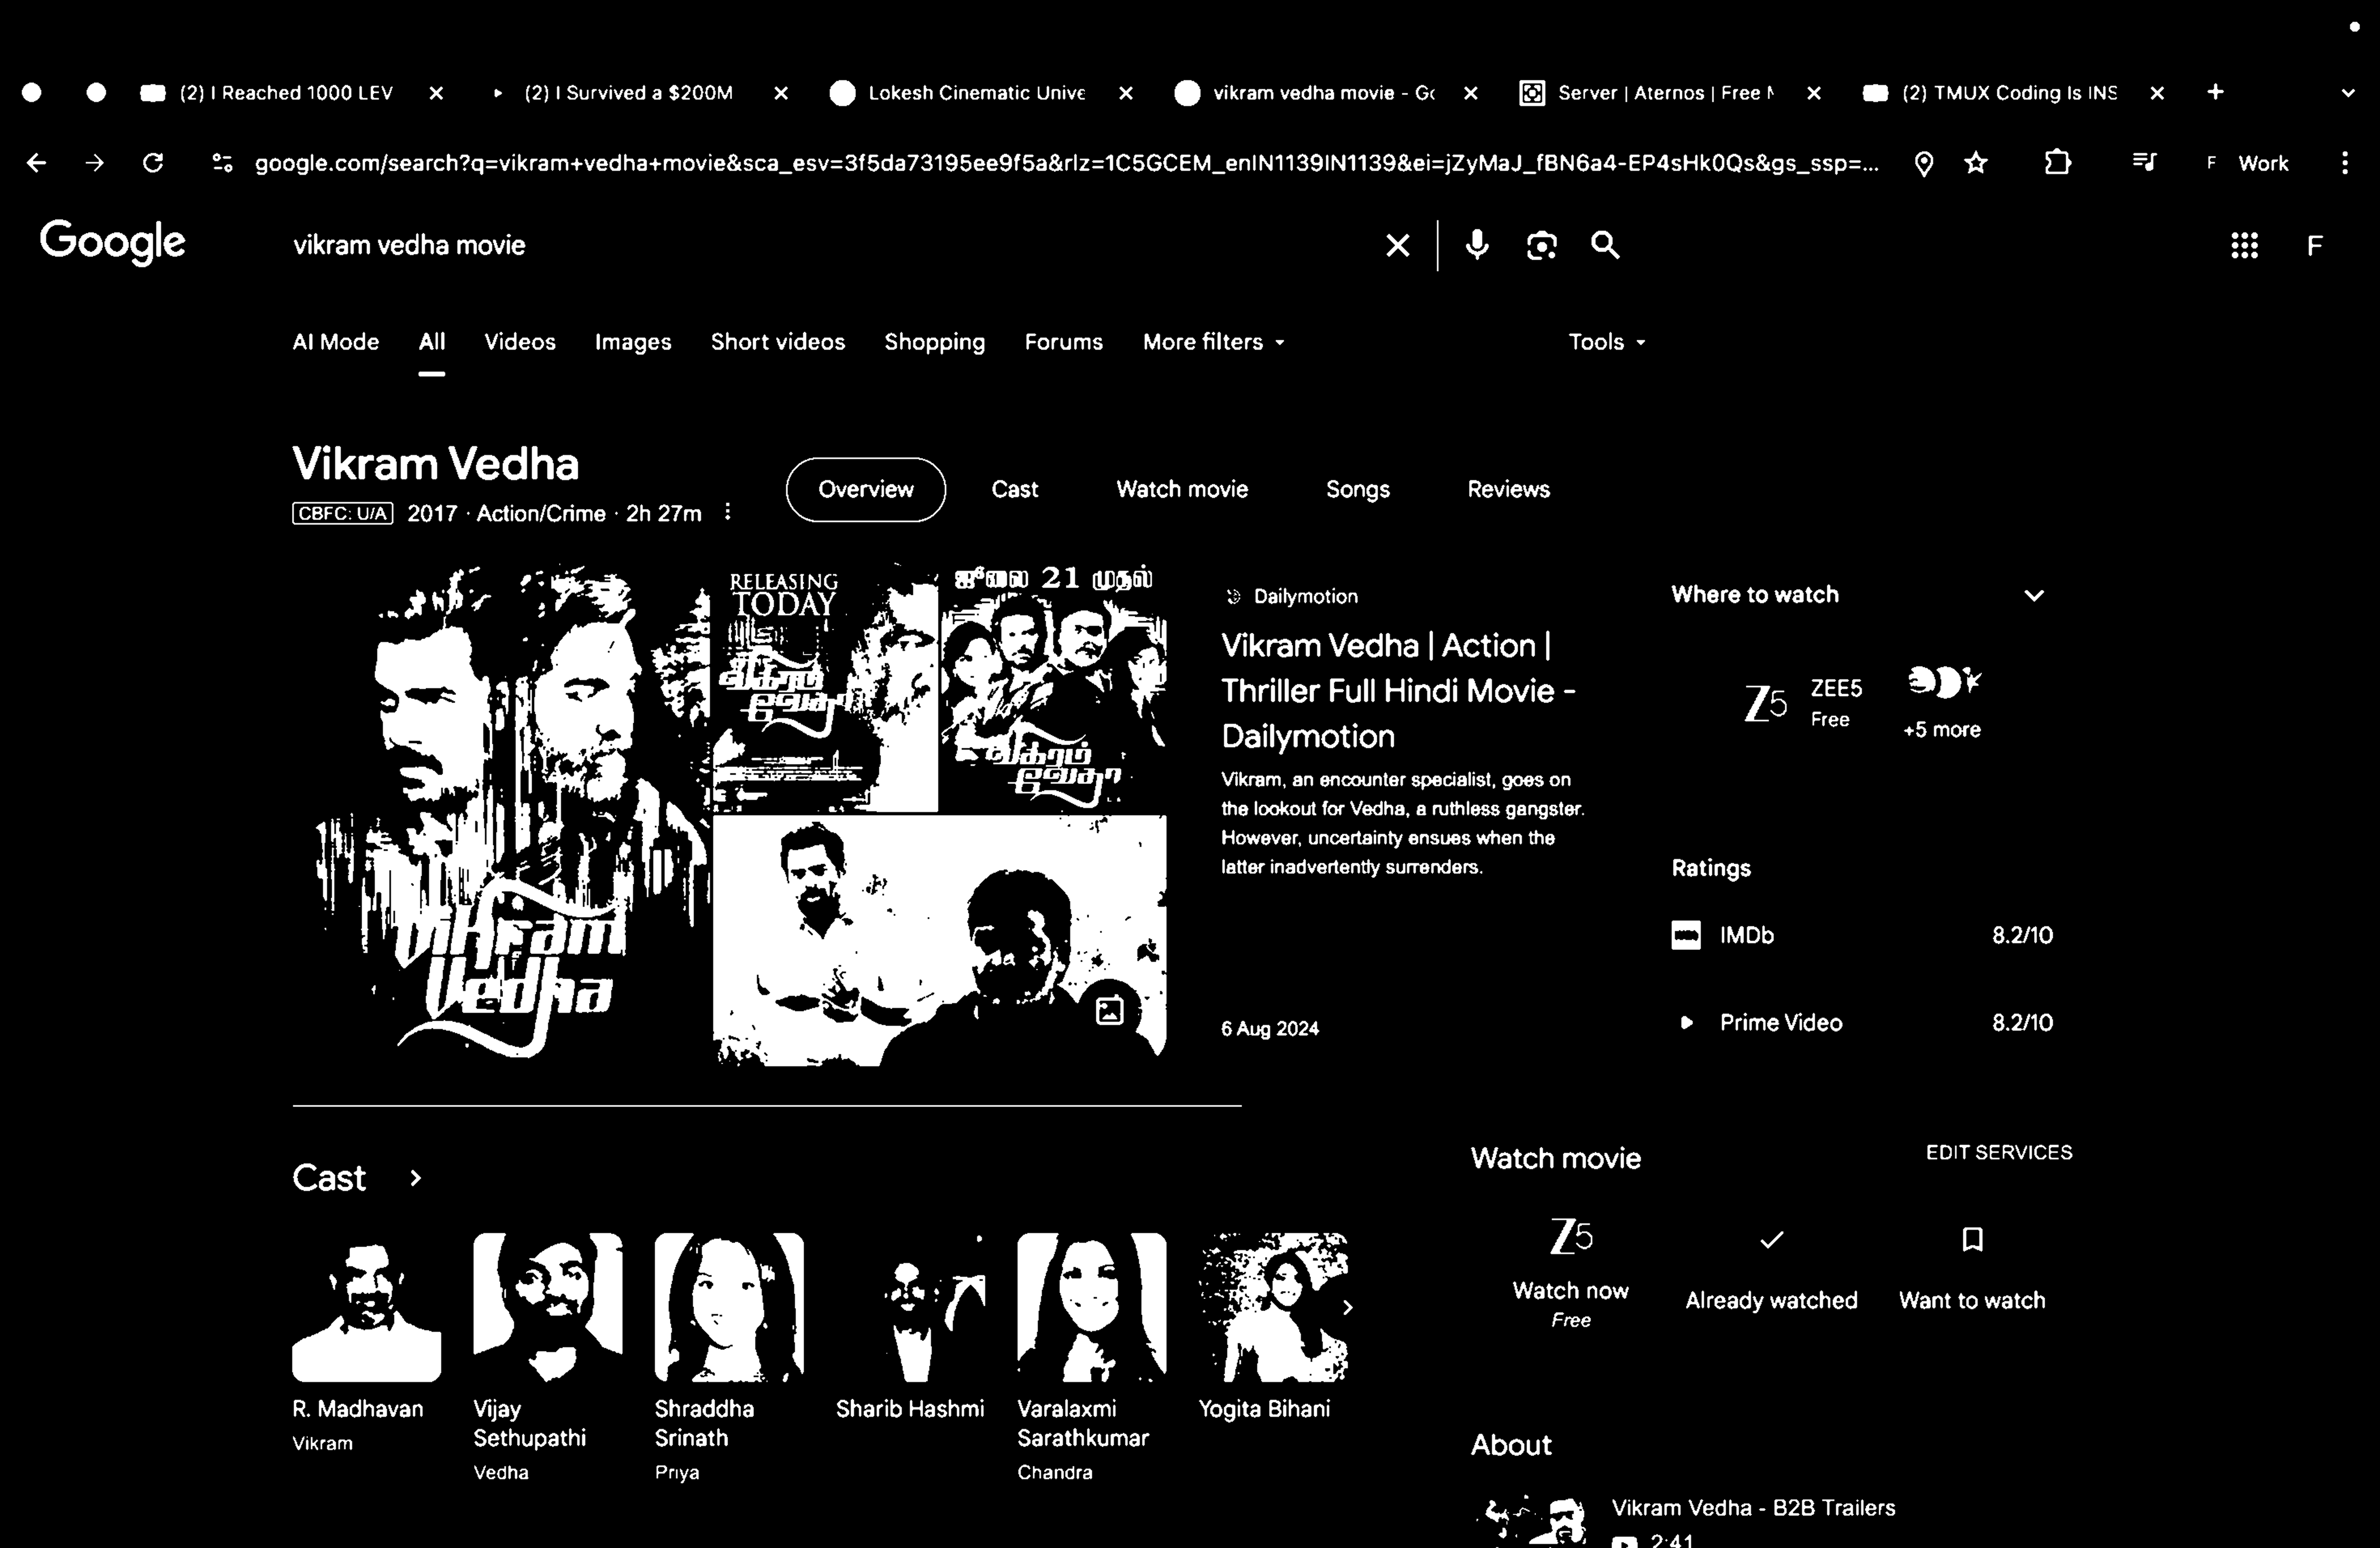 (2) I Reached 1000 LEV
(2) I Survived a $200M
Lokesh Cinematic Unive
vikram vedha movie - Go
Server | Aternos | Free M
(2) TMUX Coding Is INS
google.com/search?q=vikram+vedha+movie&sca_esv=3f5da73195ee9f5a&rlz=1C5GCEM_enIN1139IN1139&ei=jZyMaJ_fBN6a4-EP4sHk0Qs&gs_ssp=...
F Work
Google
vikram vedha movie
F
AI Mode All Videos Images Short videos Shopping Forums More filters Tools
Vikram Vedha
CBFC: U/A 2017 · Action/Crime · 2h 27m
Overview Cast Watch movie Songs Reviews
Vikram
Vedha
RELEASING
TODAY
விக்ரம்
வேதா
ஜூலை 21 முதல்
விக்ரம்
வேதா
Dailymotion
Vikram Vedha | Action |
Thriller Full Hindi Movie -
Dailymotion
Vikram, an encounter specialist, goes on
the lookout for Vedha, a ruthless gangster.
However, uncertainty ensues when the
latter inadvertently surrenders.
6 Aug 2024
Where to watch
Z5
ZEE5
Free
+5 more
Ratings
IMDb 8.2/10
Prime Video 8.2/10
Cast
R. Madhavan
Vikram
Vijay
Sethupathi
Vedha
Shraddha
Srinath
Priya
Sharib Hashmi
Varalaxmi
Sarathkumar
Chandra
Yogita Bihani
Watch movie
EDIT SERVICES
Z5
Watch now
Free
Already watched
Want to watch
About
Vikram Vedha - B2B Trailers
2:41